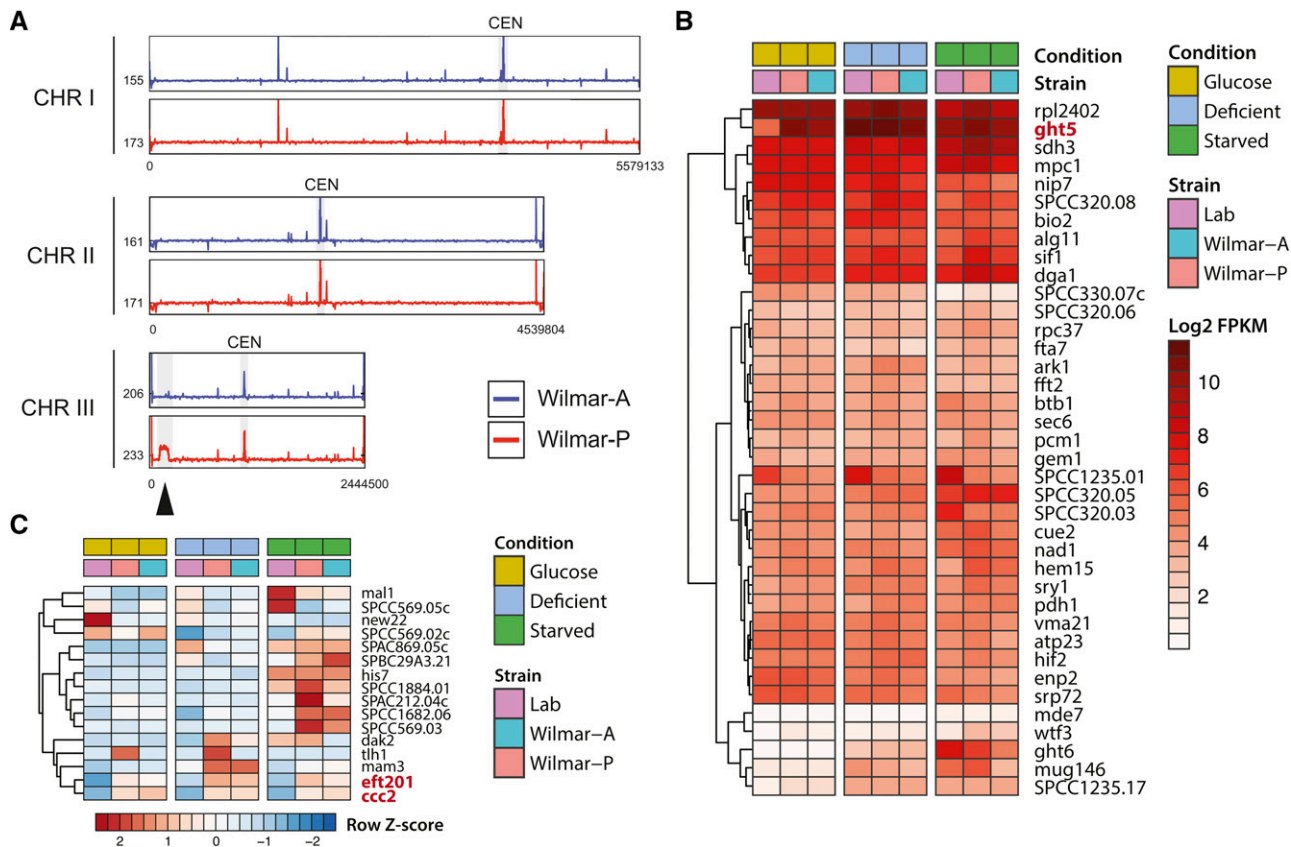 A
CEN
CHR I
155
173
0
5579133
CEN
CHR II
161
171
0
4539804
CEN
CHR III
206
233
0
2444500
Wilmar-A
Wilmar-P
B
Condition
Strain
rpl2402
ght5
sdh3
mpc1
nip7
SPCC320.08
bio2
alg11
sif1
dga1
SPCC330.07c
SPCC320.06
rpc37
fta7
ark1
fft2
btb1
sec6
pcm1
gem1
SPCC1235.01
SPCC320.05
SPCC320.03
cue2
nad1
hem15
sry1
pdh1
vma21
atp23
hif2
enp2
srp72
mde7
wtf3
ght6
mug146
SPCC1235.17
Condition
Glucose
Deficient
Starved
Strain
Lab
Wilmar-A
Wilmar-P
Log2 FPKM
10
8
6
4
2
C
mal1
SPCC569.05c
new22
SPCC569.02c
SPAC869.05c
SPBC29A3.21
his7
SPCC1884.01
SPAC212.04c
SPCC1682.06
SPCC569.03
dak2
tlh1
mam3
eft201
ccc2
Row Z-score
2 1 0 -1 -2
Condition
Glucose
Deficient
Starved
Strain
Lab
Wilmar-A
Wilmar-P